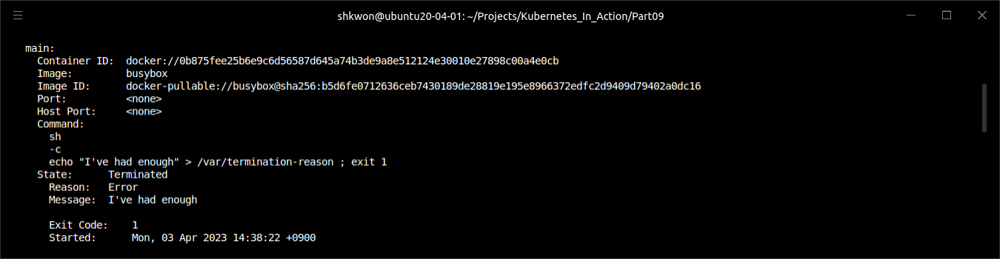 shkwon@ubuntu20-04-01: ~/Projects/Kubernetes_In_Action/Part09
main:
Container ID: docker://0b875fee25b6e9c6d56587d645a74b3de9a8e512124e30010e27898c00a4e0cb
Image: busybox
Image ID: docker-pullable://busybox@sha256:b5d6fe0712636ceb7430189de28819e195e8966372edfc2d9409d79402a0dc16
Port: <none>
Host Port: <none>
Command:
sh
-c
echo "I've had enough" > /var/termination-reason ; exit 1
State: Terminated
Reason: Error
Message: I've had enough
Exit Code: 1
Started: Mon, 03 Apr 2023 14:38:22 +0900